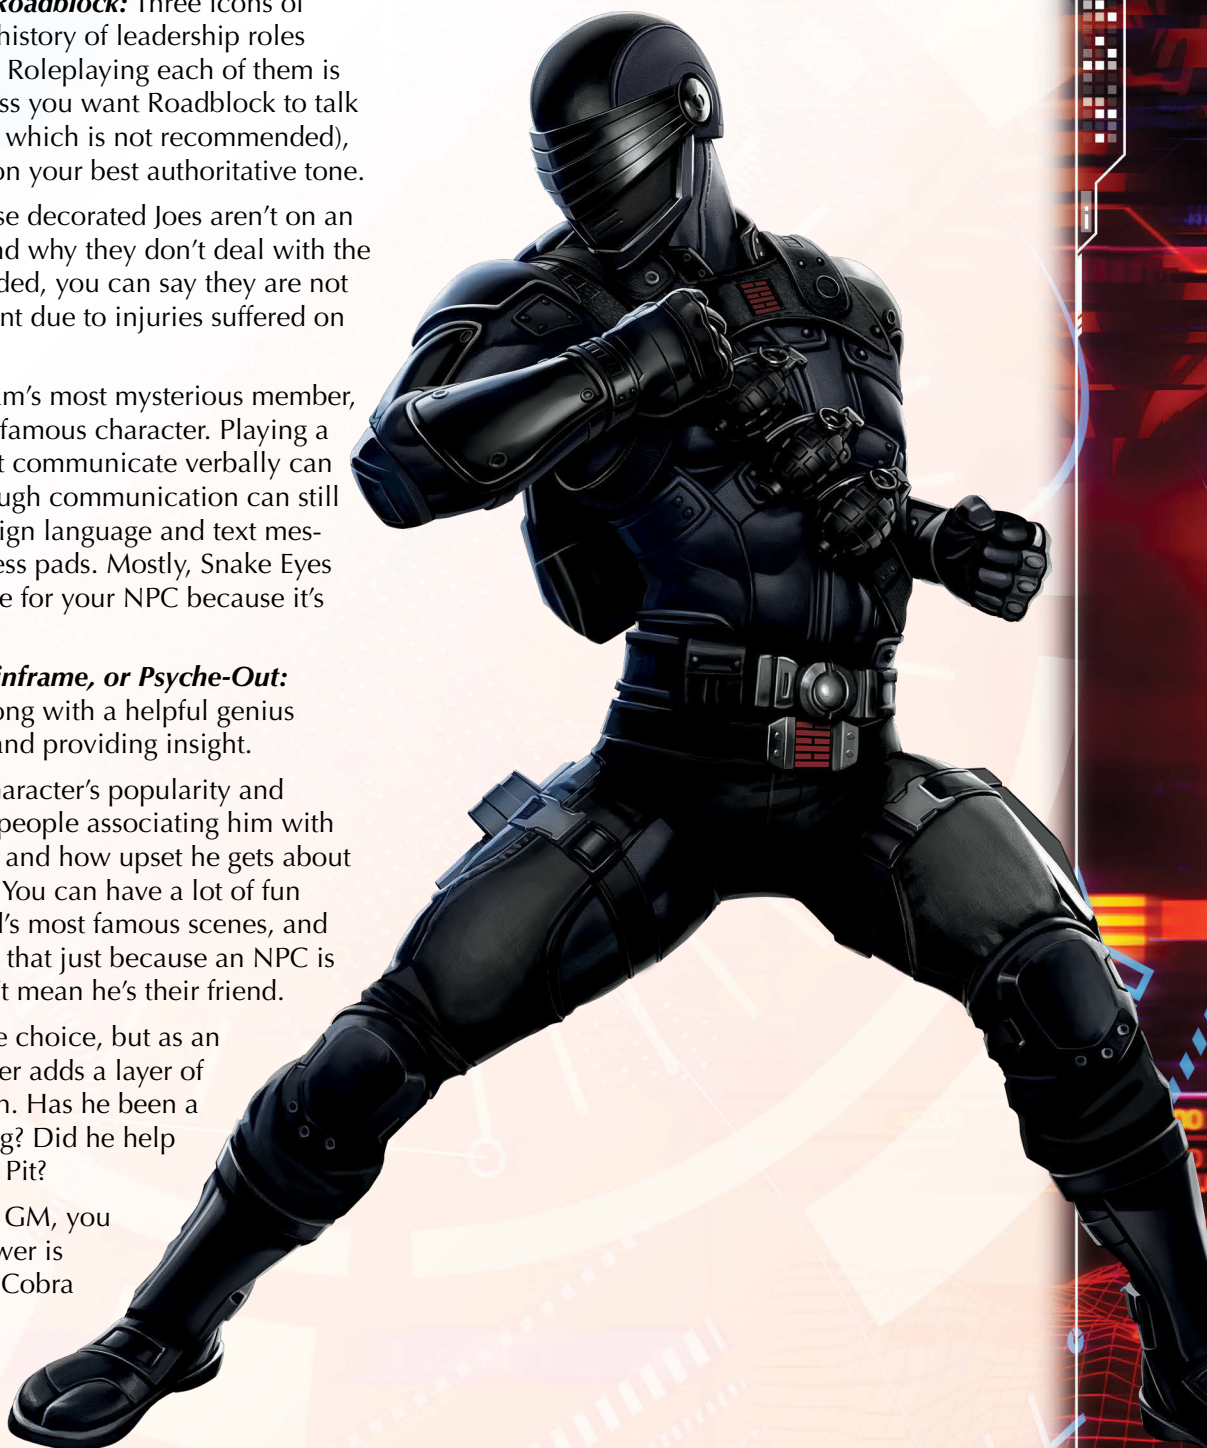 Roadblock: Three icons of
history of leadership roles
Roleplaying each of them is
ss you want Roadblock to talk
which is not recommended),
on your best authoritative tone.
se decorated Joes aren’t on an
nd why they don’t deal with the
ded, you can say they are not
nt due to injuries suffered on
am’s most mysterious member,
famous character. Playing a
t communicate verbally can
ough communication can still
ign language and text mes-
ess pads. Mostly, Snake Eyes
e for your NPC because it’s
inframe, or Psyche-Out:
ong with a helpful genius
and providing insight.
haracter’s popularity and
people associating him with
and how upset he gets about
You can have a lot of fun
d’s most famous scenes, and
that just because an NPC is
’t mean he’s their friend.
e choice, but as an
er adds a layer of
n. Has he been a
g? Did he help
Pit?
GM, you
wer is
Cobra